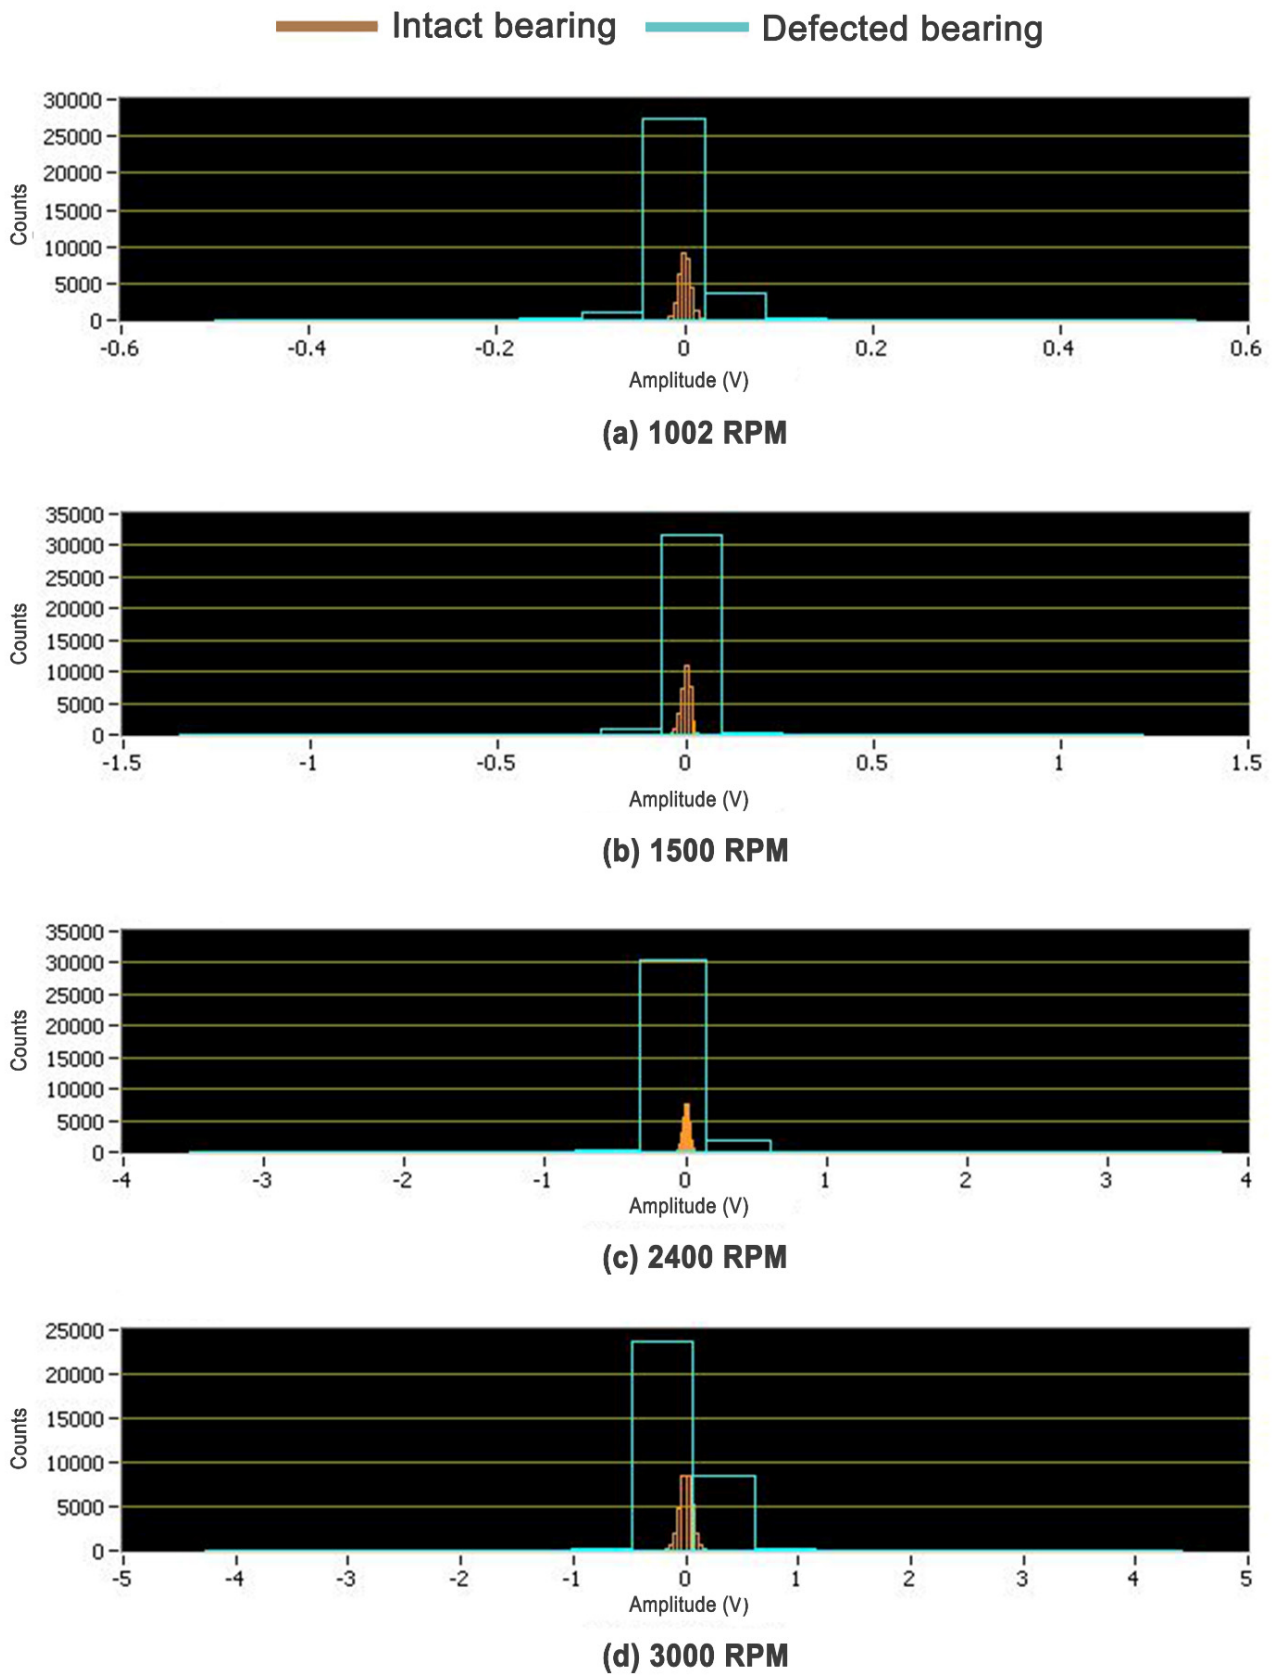 Intact bearing Defected bearing
30000
25000
20000
15000
10000
5000
0
Counts
-0.6 -0.4 -0.2 0 0.2 0.4 0.6
Amplitude (V)
(a) 1002 RPM
35000
30000
25000
20000
15000
10000
5000
0
Counts
-1.5 -1 -0.5 0 0.5 1 1.5
Amplitude (V)
(b) 1500 RPM
35000
30000
25000
20000
15000
10000
5000
0
Counts
-4 -3 -2 -1 0 1 2 3 4
Amplitude (V)
(c) 2400 RPM
25000
20000
15000
10000
5000
0
Counts
-5 -4 -3 -2 -1 0 1 2 3 4 5
Amplitude (V)
(d) 3000 RPM